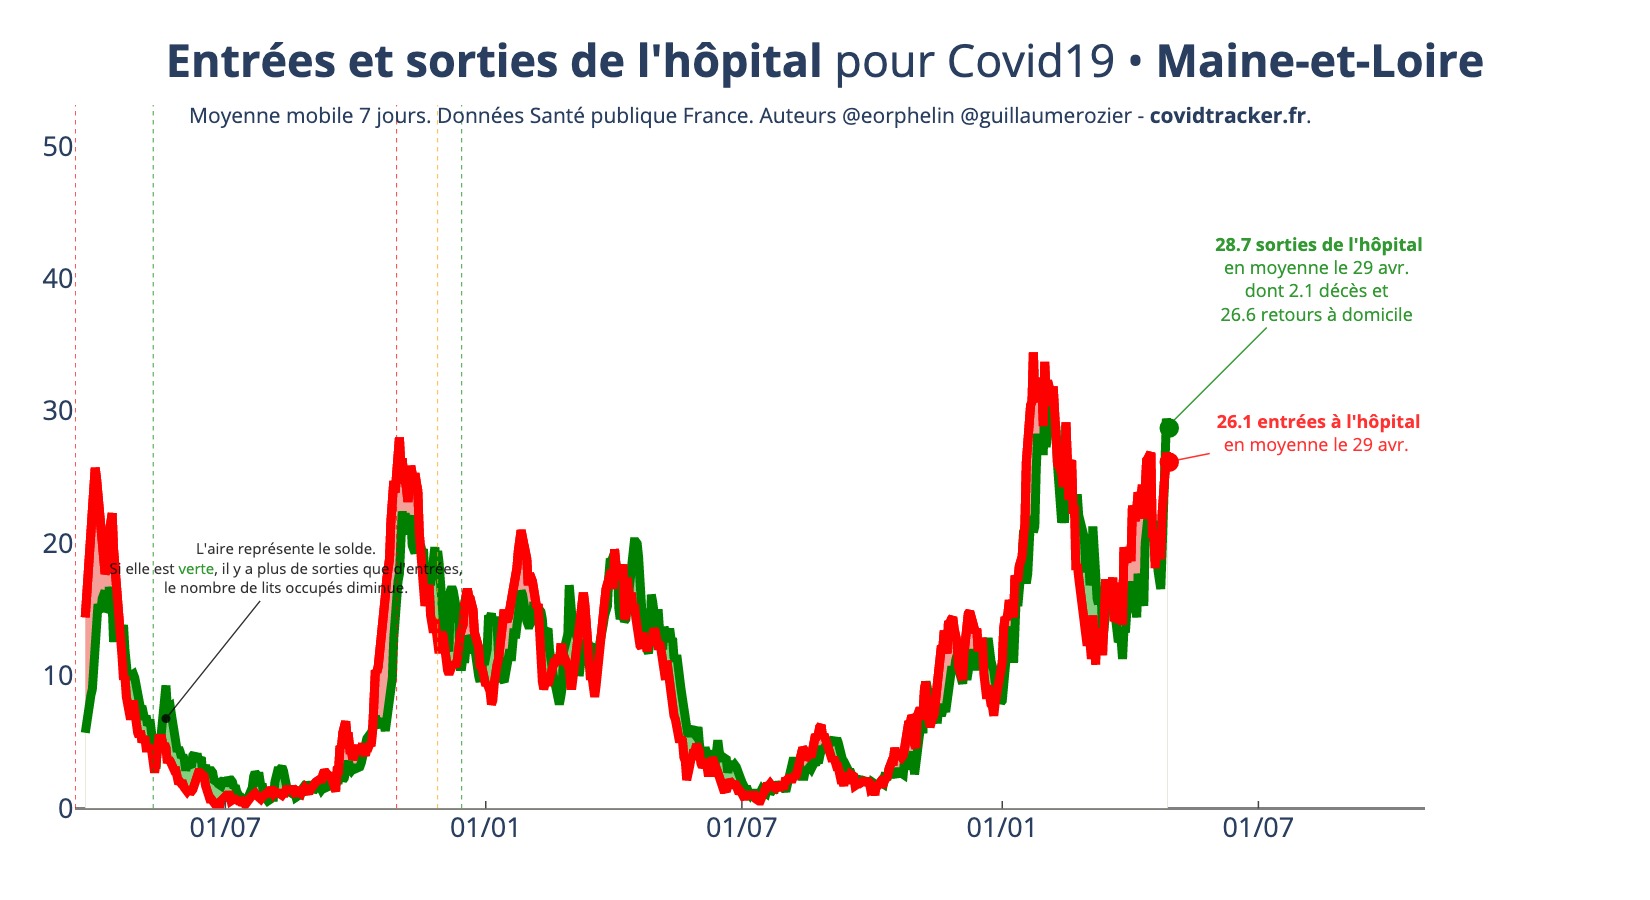 Entrées et sorties de l'hôpital pour Covid19 • Maine-et-Loire
Moyenne mobile 7 jours. Données Santé publique France. Auteurs @eorphelin @guillaumerozier - covidtracker.fr.
50
40
30
20
10
0
28.7 sorties de l'hôpital
en moyenne le 29 avr.
dont 2.1 décès et
26.6 retours à domicile
26.1 entrées à l'hôpital
en moyenne le 29 avr.
L'aire représente le solde.
Si elle est verte, il y a plus de sorties que d'entrées,
le nombre de lits occupés diminue.
01/07
01/01
01/07
01/01
01/07